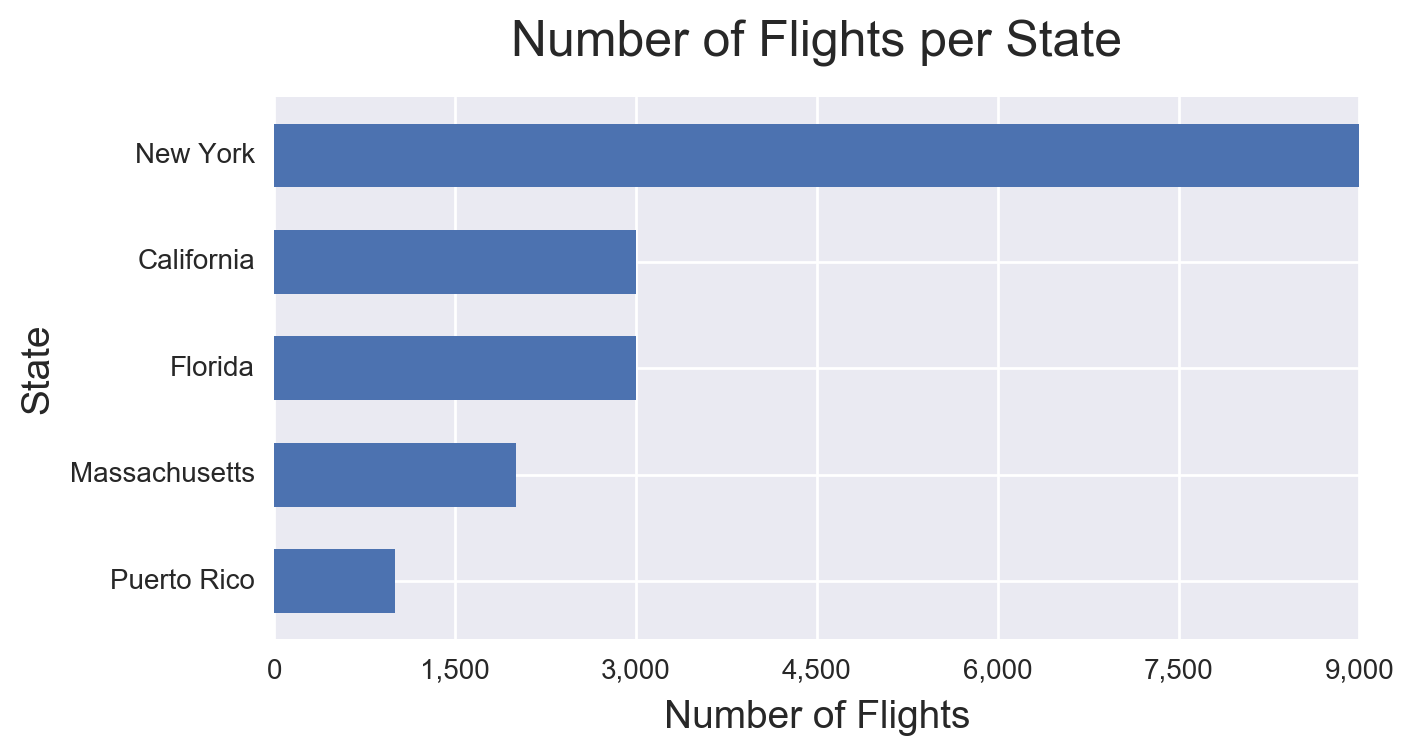 Number of Flights per State
New York
California
Florida
Massachusetts
Puerto Rico
State
0 1,500 3,000 4,500 6,000 7,500 9,000
Number of Flights